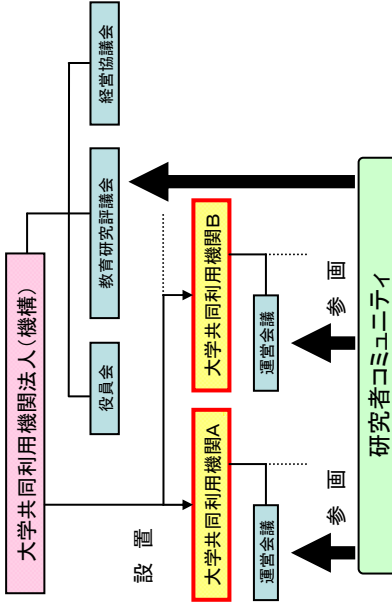 大学共同利用機関法人(機構)
役員会
教育研究評議会
経営協議会
設置
大学共同利用機関A
大学共同利用機関B
運営会議
運営会議
参画
参画
研究者コミュニティ